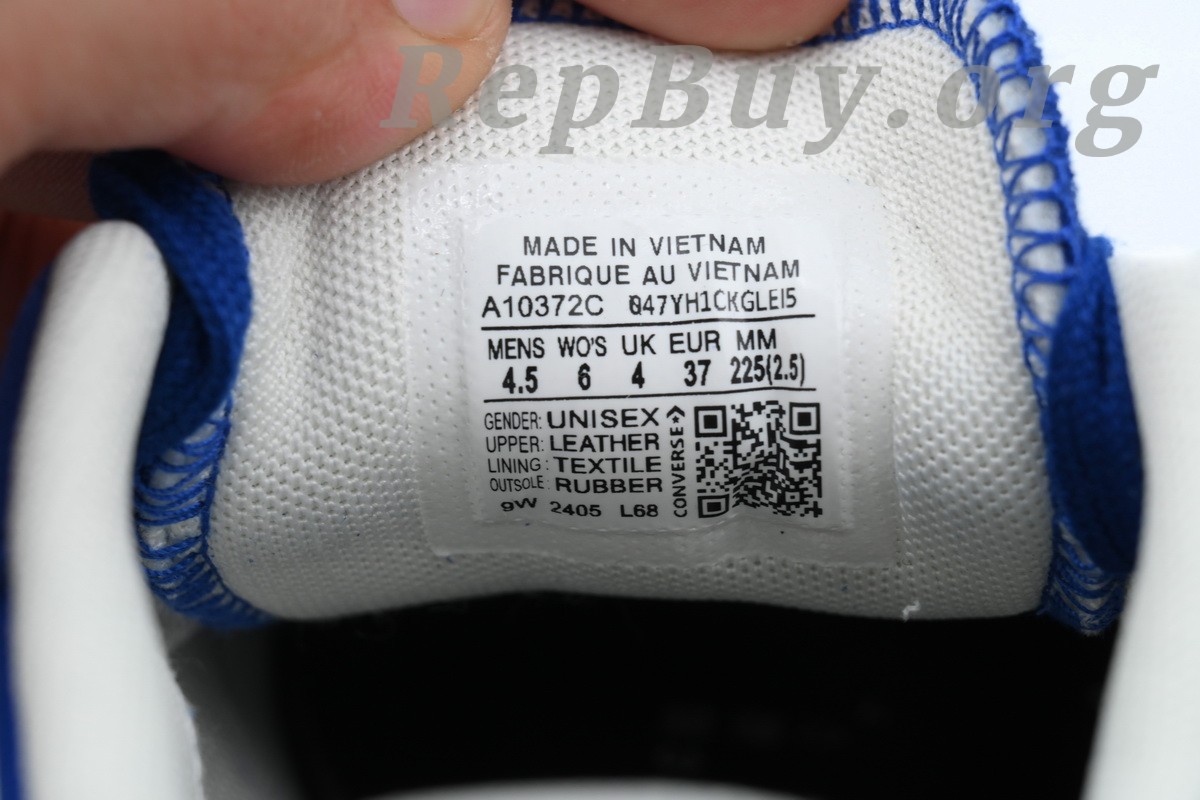 RepBuy.org
MADE IN VIETNAM
FABRIQUE AU VIETNAM
A10372C Q47YH1CKGLEI5
MENS WO'S UK EUR MM
4.5 6 4 37 225(2.5)
GENDER: UNISEX
UPPER: LEATHER
LINING: TEXTILE
OUTSOLE: RUBBER
9W 2405 L68
CONVERSE